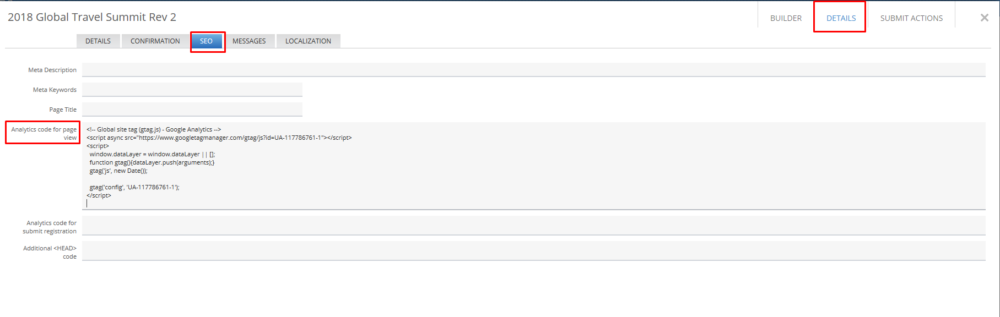 2018 Global Travel Summit Rev 2
BUILDER
DETAILS
SUBMIT ACTIONS
DETAILS
CONFIRMATION
SEO
MESSAGES
LOCALIZATION
Meta Description
Meta Keywords
Page Title
Analytics code for page
view
<!-- Global site tag (gtag.js) - Google Analytics -->
<script async src="https://www.googletagmanager.com/gtag/js?id=UA-117786761-1"></script>
<script>
window.dataLayer = window.dataLayer || [];
function gtag(){dataLayer.push(arguments);}
gtag('js', new Date());
gtag('config', 'UA-117786761-1');
</script>
Analytics code for
submit registration
Additional <HEAD>
code